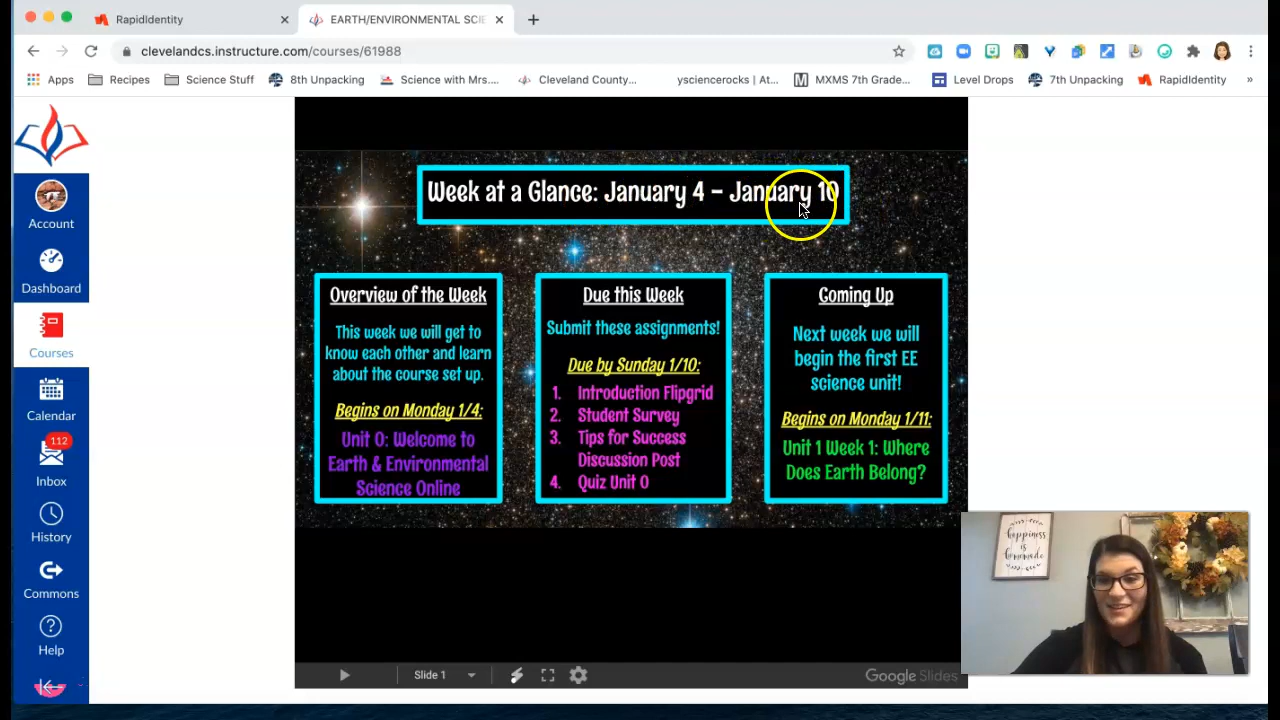 RapidIdentity
EARTH/ENVIRONMENTAL SCIE
clevelandcs.instructure.com/courses/61988
Apps
Recipes
Science Stuff
8th Unpacking
Science with Mrs....
Cleveland County...
ysciencerocks | At...
MXMS 7th Grade...
Level Drops
7th Unpacking
RapidIdentity
»
Account
Dashboard
Courses
Calendar
112
Inbox
History
Commons
Help
Week at a Glance: January 4 – January 10
Overview of the Week
This week we will get to
know each other and learn
about the course set up.
Begins on Monday 1/4:
Unit 0: Welcome to
Earth & Environmental
Science Online
Due this Week
Submit these assignments!
Due by Sunday 1/10:
1. Introduction Flipgrid
2. Student Survey
3. Tips for Success
Discussion Post
4. Quiz Unit 0
Coming Up
Next week we will
begin the first EE
science unit!
Begins on Monday 1/11:
Unit 1 Week 1: Where
Does Earth Belong?
Slide 1
Google Slides
happiness
is
homemade